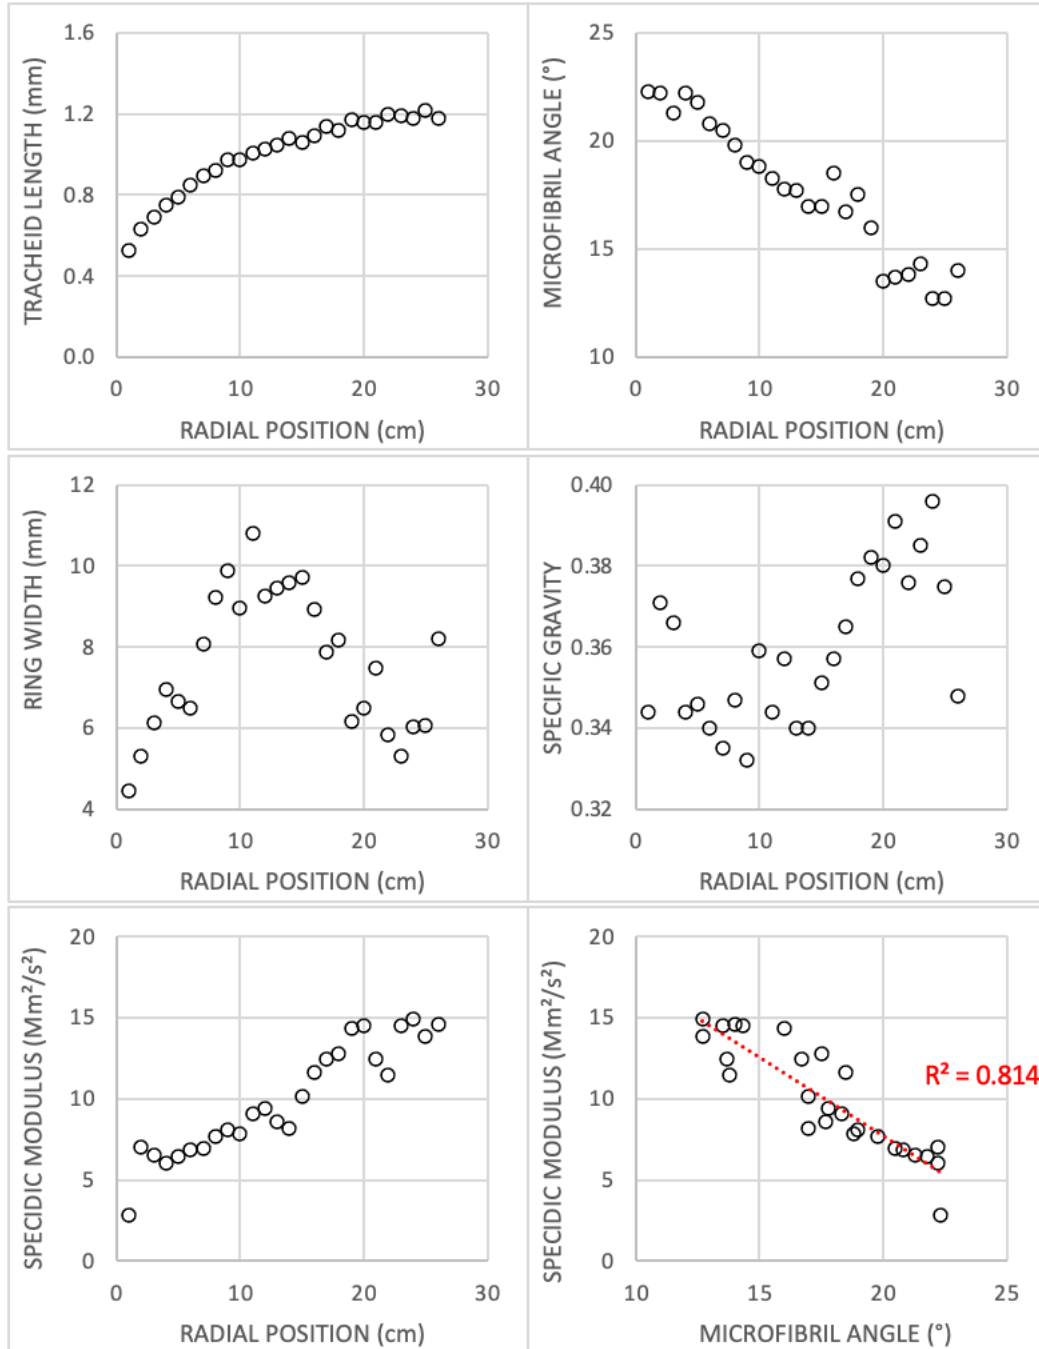 TRACHEID LENGTH (mm)
1.6
1.2
0.8
0.4
0.0
0 10 20 30
RADIAL POSITION (cm)
MICROFIBRIL ANGLE (°)
25
20
15
10
0 10 20 30
RADIAL POSITION (cm)
RING WIDTH (mm)
12
10
8
6
4
0 10 20 30
RADIAL POSITION (cm)
SPECIFIC GRAVITY
0.40
0.38
0.36
0.34
0.32
0 10 20 30
RADIAL POSITION (cm)
SPECIDIC MODULUS (Mm²/s²)
20
15
10
5
0
0 10 20 30
RADIAL POSITION (cm)
SPECIDIC MODULUS (Mm²/s²)
20
15
10
5
0
R² = 0.814
10 15 20 25
MICROFIBRIL ANGLE (°)